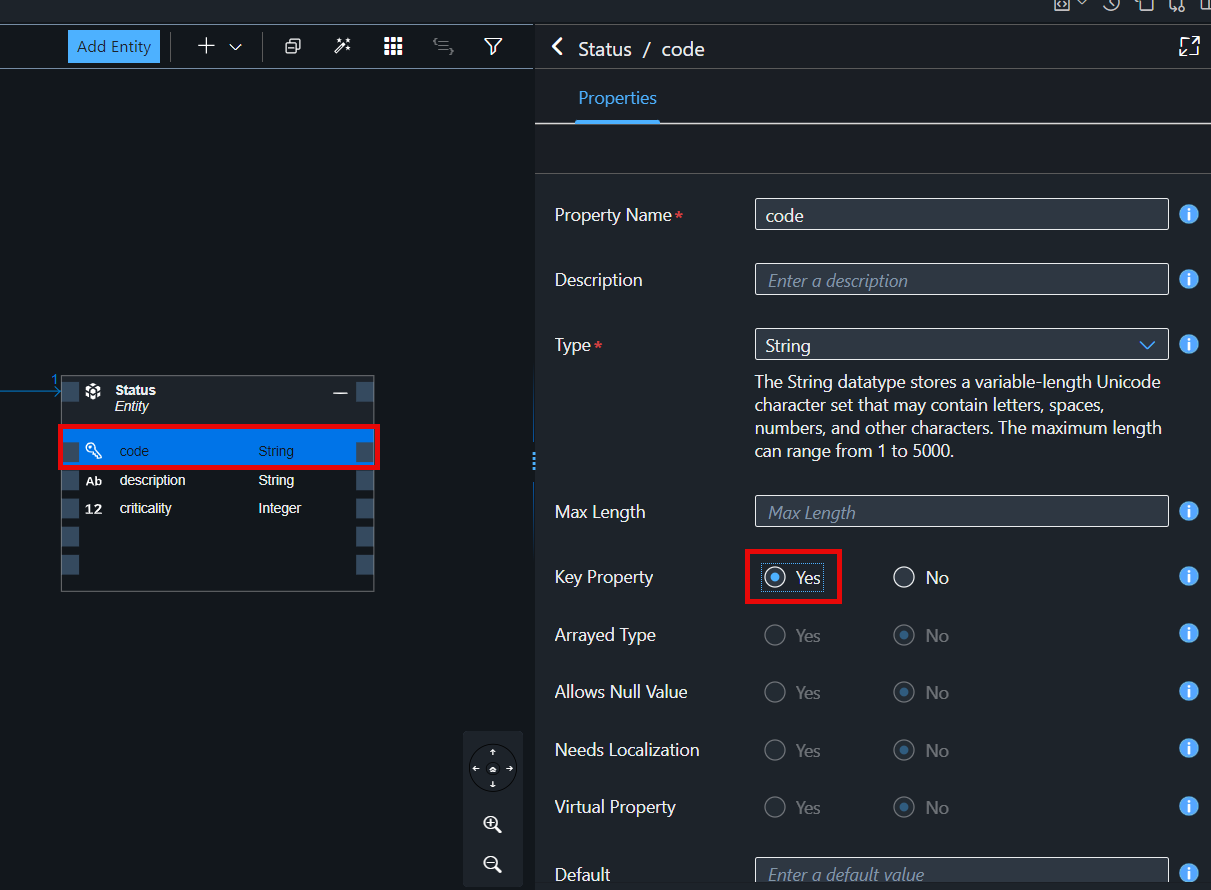 Add Entity
Status / code
Properties
Property Name*
code
Description
Enter a description
Type*
String
The String datatype stores a variable-length Unicode
character set that may contain letters, spaces,
numbers, and other characters. The maximum length
can range from 1 to 5000.
Max Length
Max Length
Key Property
Yes No
Arrayed Type
Yes No
Allows Null Value
Yes No
Needs Localization
Yes No
Virtual Property
Yes No
Default
Enter a default value
1
Status
Entity
code String
Ab description String
12 criticality Integer